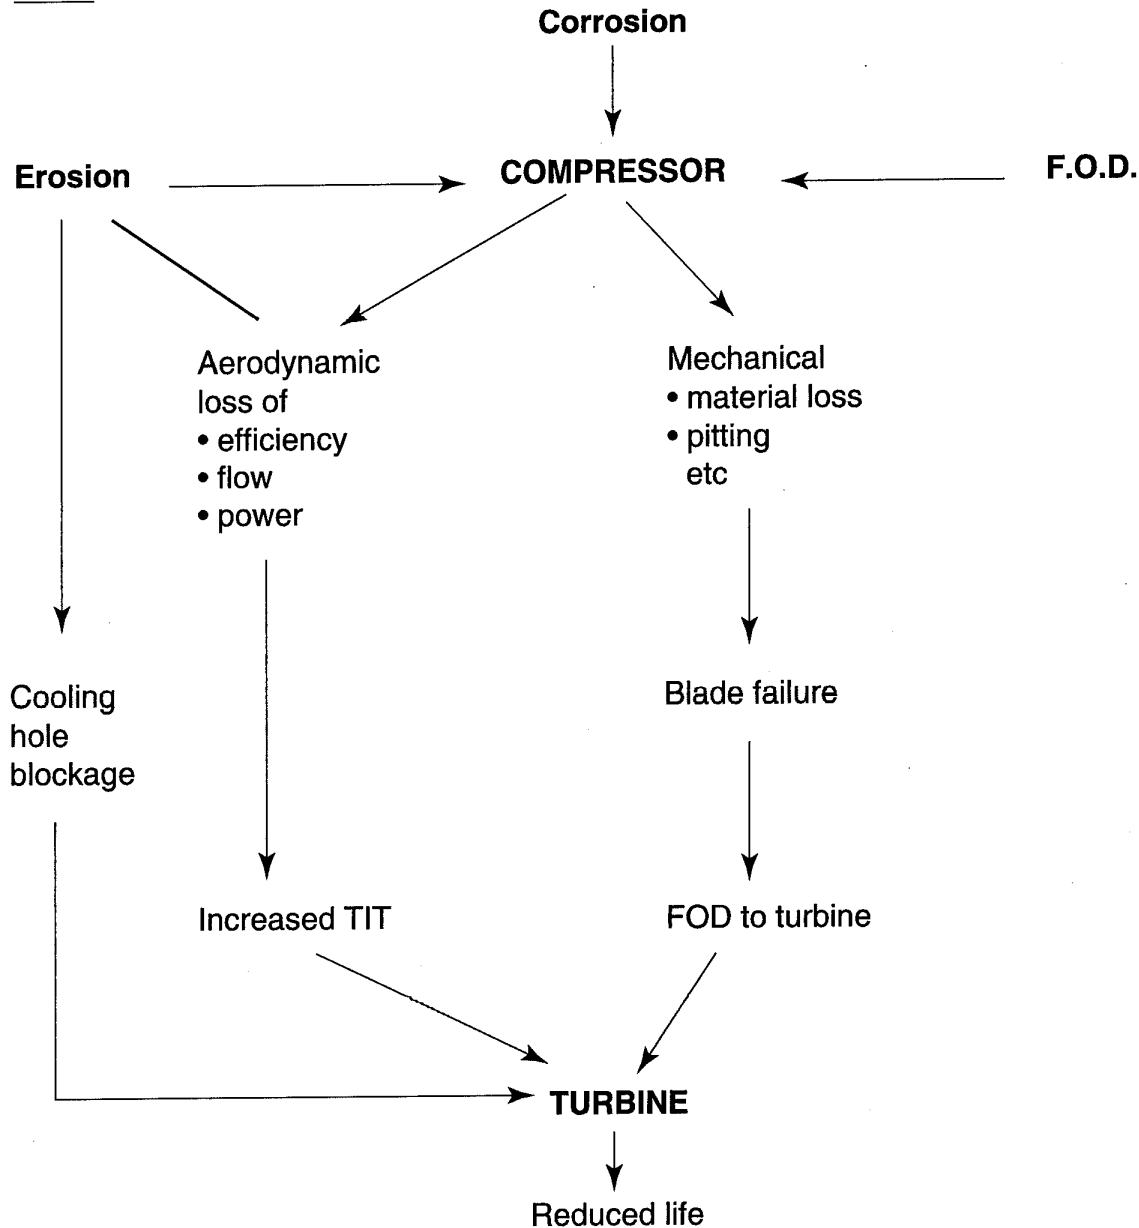 Corrosion
Erosion
COMPRESSOR
F.O.D.
Aerodynamic
loss of
• efficiency
• flow
• power
Mechanical
• material loss
• pitting
etc
Cooling
hole
blockage
Blade failure
Increased TIT
FOD to turbine
TURBINE
Reduced life